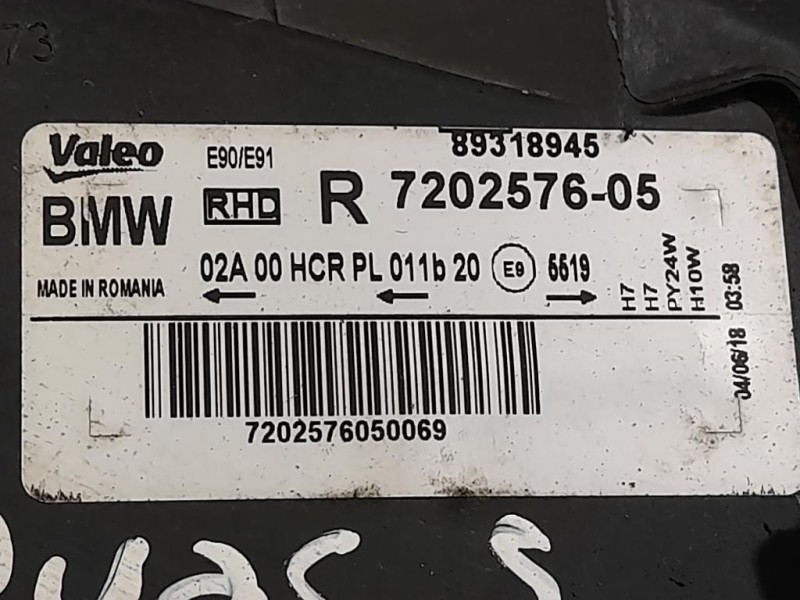 73
Valeo E90/E91 89318945
BMW RHD R 7202576-05
02A 00 HCR PL 011b 20 E9 5519
MADE IN ROMANIA
H7
H7
PY24W
H10W
04/06/18 03:58
7202576050069